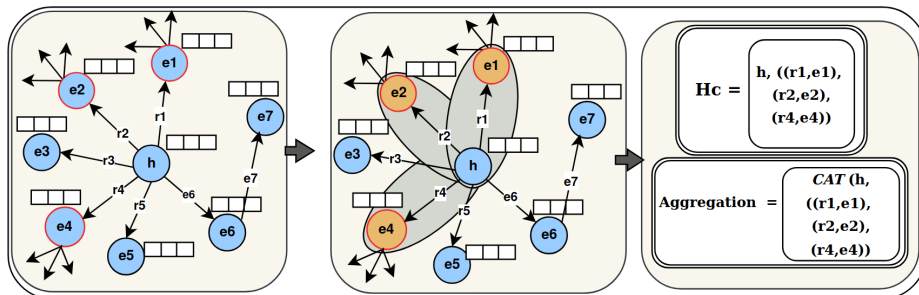 e1
e2
e7
r1
r2
e3
r3
h
e7
r4
r5
e6
e4
e6
e5
e1
e2
e7
r1
r2
e3
r3
h
e7
r4
r5
e6
e4
e6
e5
Hc =
h, ((r1,e1),
(r2,e2),
(r4,e4))
Aggregation =
CAT (h,
((r1,e1),
(r2,e2),
(r4,e4))